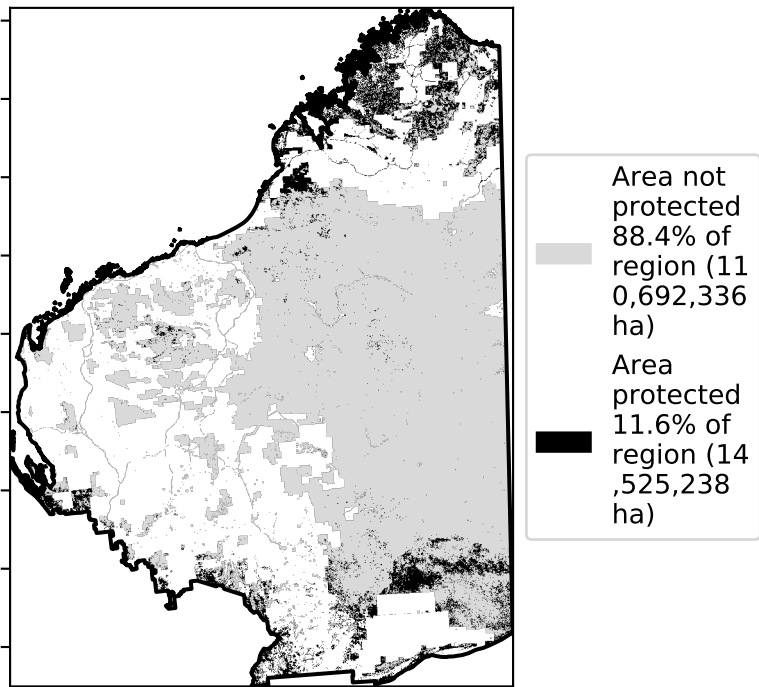 Area not
protected
88.4% of
region (11
0,692,336
ha)
Area
protected
11.6% of
region (14
,525,238
ha)